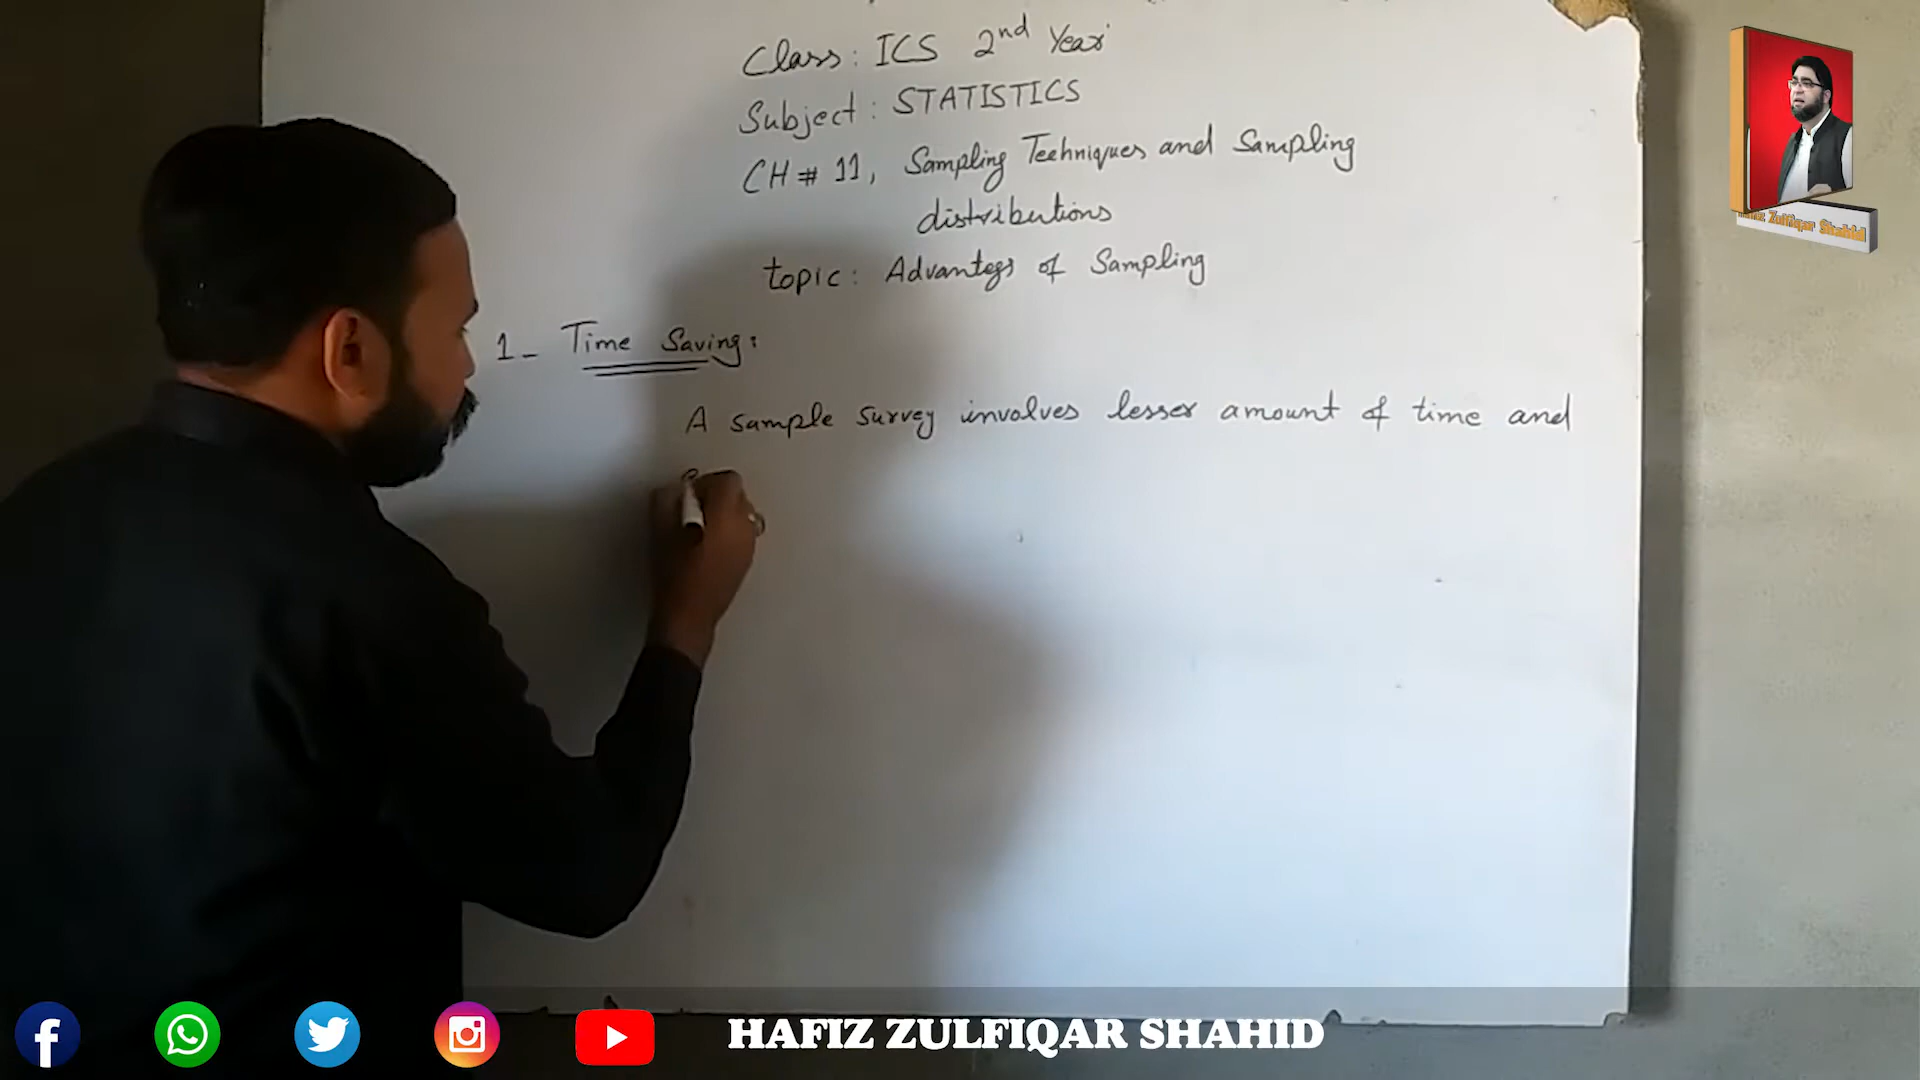 Class: ICS 2nd Year
Subject: STATISTICS
CH # 11, Sampling Techniques and Sampling
distributions
topic: Advantegs of Sampling
1- Time Saving:
A sample survey involves lesser amount of time and
Zulfiqar Shahid
HAFIZ ZULFIQAR SHAHID